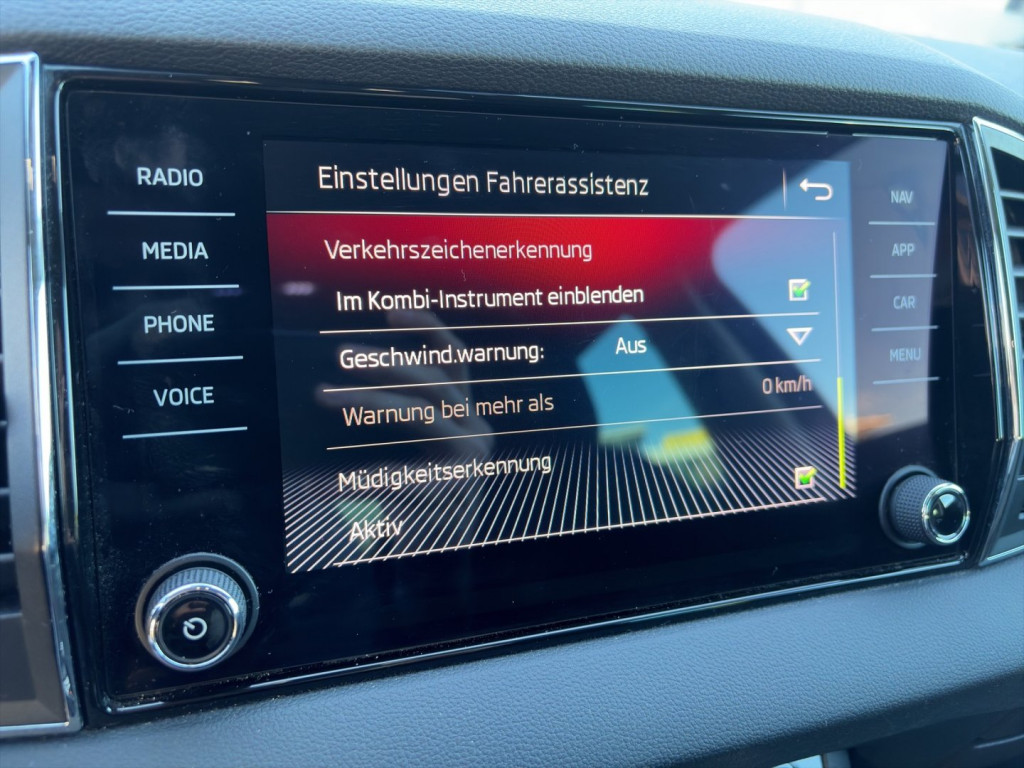 RADIO
MEDIA
PHONE
VOICE
Einstellungen Fahrerassistenz
Verkehrszeichenerkennung
Im Kombi-Instrument einblenden
Geschwind.warnung: Aus
Warnung bei mehr als 0 km/h
Müdigkeitserkennung
Aktiv
NAV
APP
CAR
MENU